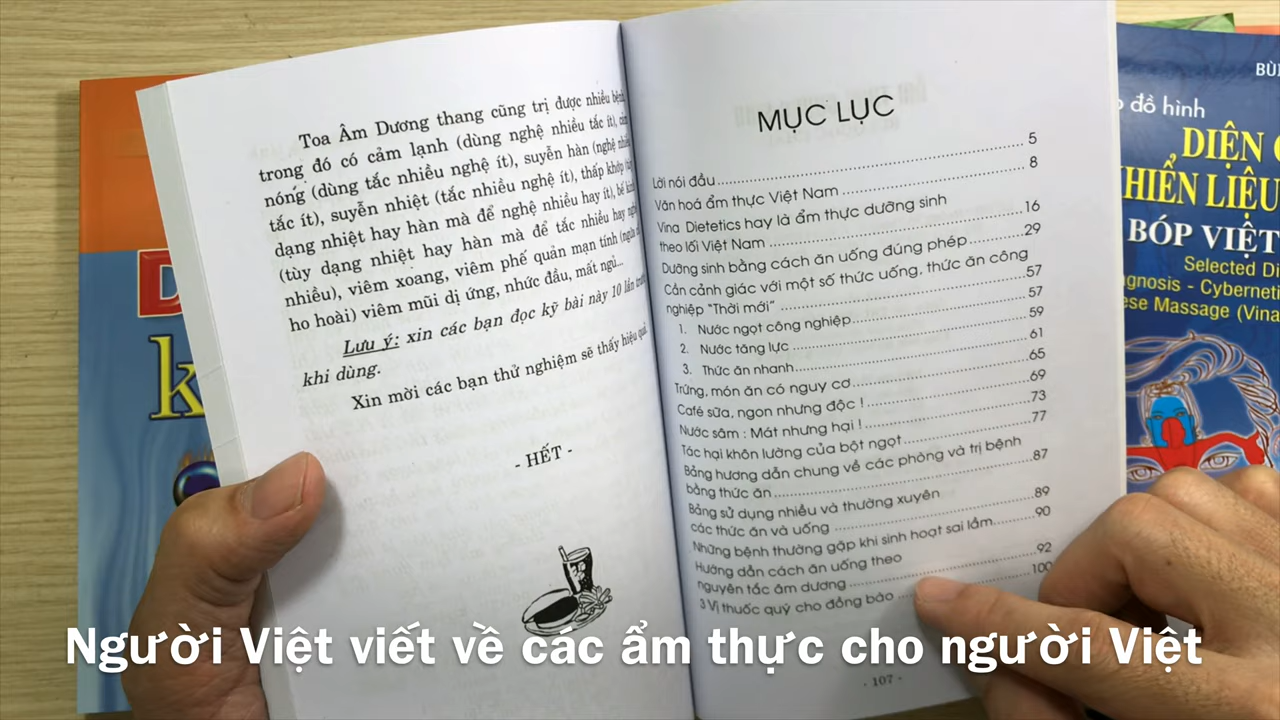 Toa Âm Dương thang cũng trị được nhiều bệnh
trong đó có cảm lạnh (dùng nghệ nhiều tắc ít), cảm
nóng (dùng tắc nhiều nghệ ít), suyễn hàn (nghệ nhiều
tắc ít), suyễn nhiệt (tắc nhiều nghệ ít), thấp khớp (tùy
dạng nhiệt hay hàn mà để nghệ nhiều hay ít), bế kinh
(tùy dạng nhiệt hay hàn mà để tắc nhiều hay nghệ
nhiều), viêm xoang, viêm phế quản mạn tính (ngứa cổ
ho hoài) viêm mũi dị ứng, nhức đầu, mất ngủ...
Lưu ý: xin các bạn đọc kỹ bài này 10 lần trước
khi dùng.
Xin mời các bạn thử nghiệm sẽ thấy hiệu quả.
- HẾT -
MỤC LỤC
Lời nói đầu 5
Văn hoá ẩm thực Việt Nam 8
Vina Dietetics hay là ẩm thực dưỡng sinh
theo lối Việt Nam 16
Dưỡng sinh bằng cách ăn uống đúng phép 29
Cần cảnh giác với một số thức uống, thức ăn công
nghiệp "Thời mới" 57
1. Nước ngọt công nghiệp 57
2. Nước tăng lực 59
3. Thức ăn nhanh 61
Trứng, món ăn có nguy cơ 65
Café sữa, ngon nhưng độc ! 69
Nước sâm : Mát nhưng hại ! 73
Tác hại khôn lường của bột ngọt 77
Bảng hướng dẫn chung về các phòng và trị bệnh
bằng thức ăn 87
Bảng sử dụng nhiều và thường xuyên
các thức ăn và uống 89
Những bệnh thường gặp khi sinh hoạt sai lầm 90
Hướng dẫn cách ăn uống theo
nguyên tắc âm dương 92
3 Vị thuốc quý cho đồng bào 100
- 107 -
đồ hình
DIỆN
KHIỂN LIỆU
BÓP VIỆT
Selected
Massage (Vina
Người Việt viết về các ẩm thực cho người Việt